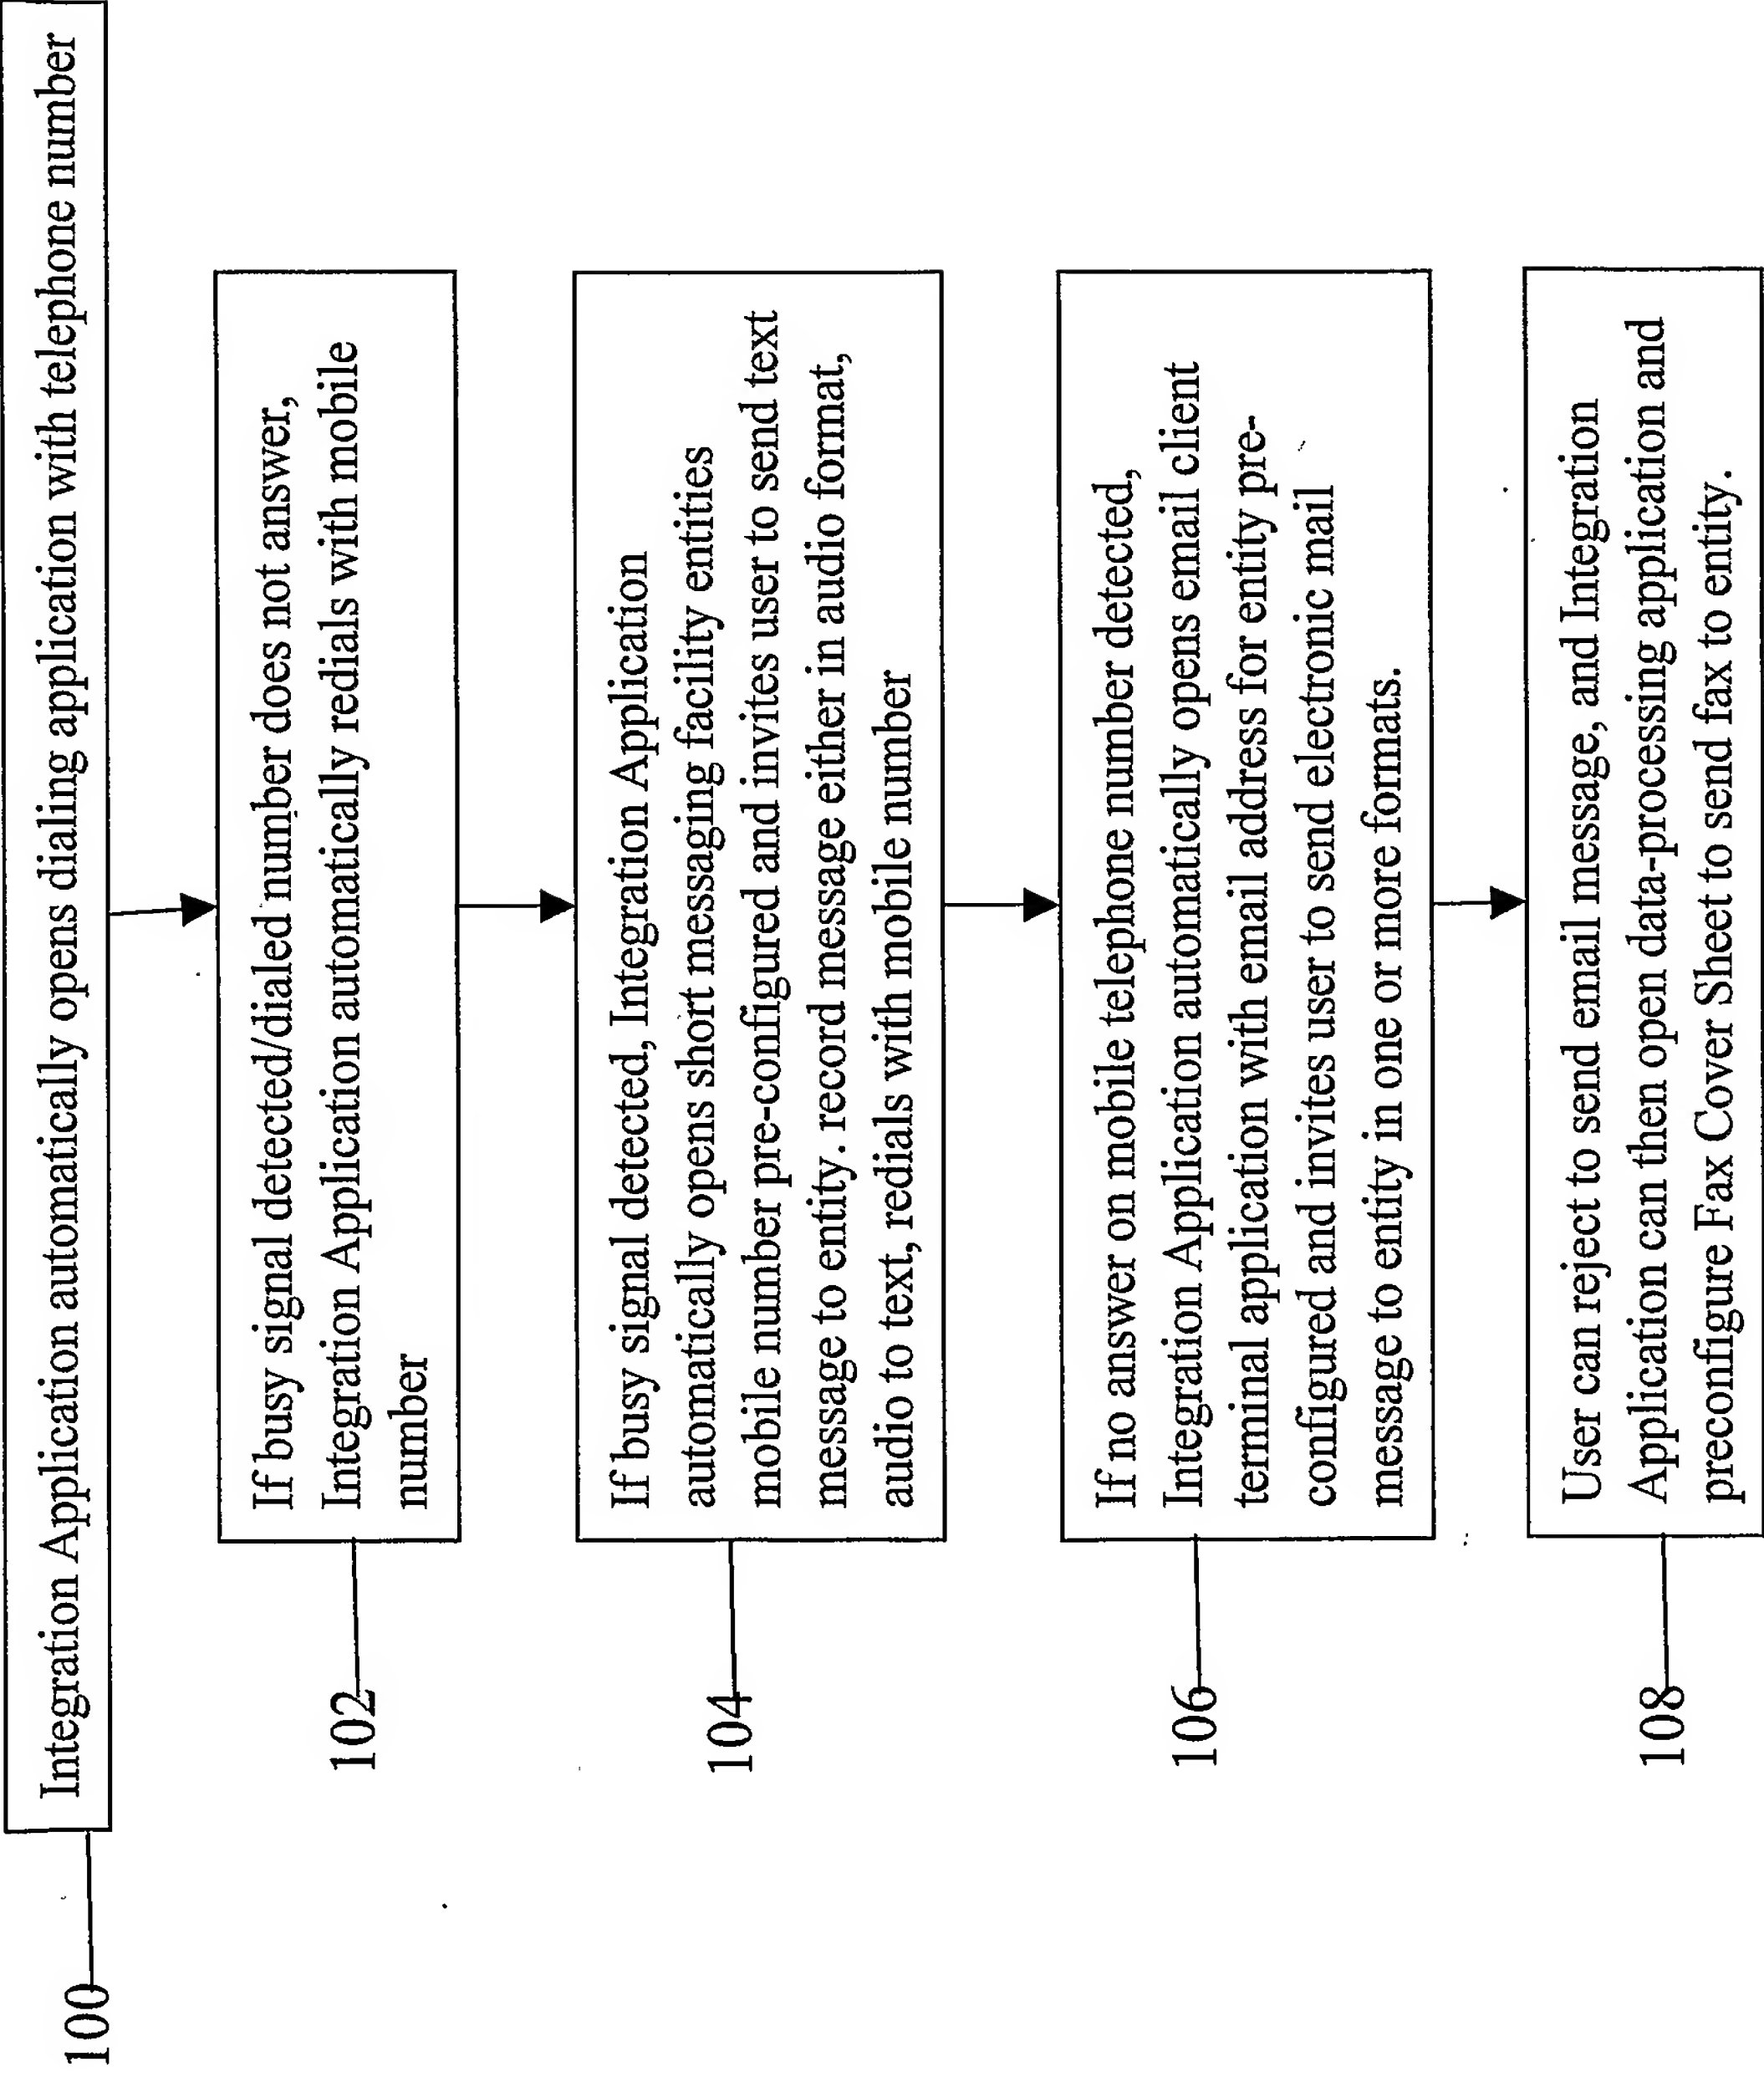 100
Integration Application automatically opens dialing application with telephone number
102
If busy signal detected/dialed number does not answer,
Integration Application automatically redials with mobile
number
104
If busy signal detected, Integration Application
automatically opens short messaging facility entities
mobile number pre-configured and invites user to send text
message to entity. record message either in audio format,
audio to text, redials with mobile number
106
If no answer on mobile telephone number detected,
Integration Application automatically opens email client
terminal application with email address for entity pre-
configured and invites user to send electronic mail
message to entity in one or more formats.
108
User can reject to send email message, and Integration
Application can then open data-processing application and
preconfigure Fax Cover Sheet to send fax to entity.